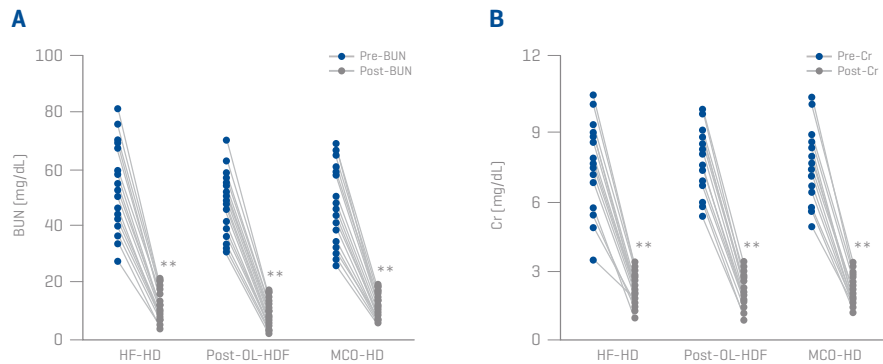 A
BUN [mg/dL]
100
80
60
40
20
0
Pre-BUN
Post-BUN
**
**
**
HF-HD Post-OL-HDF MCO-HD
B
Cr [mg/dL]
12
9
6
3
0
Pre-Cr
Post-Cr
**
**
**
HF-HD Post-OL-HDF MCO-HD